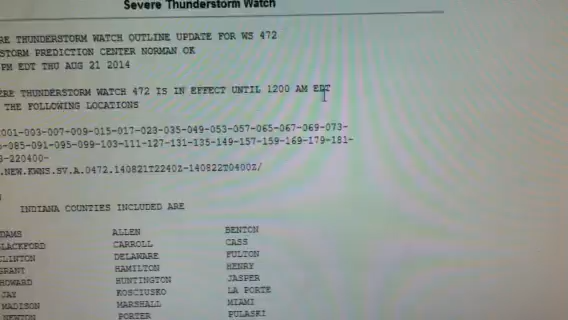 Severe Thunderstorm Watch
RE THUNDERSTORM WATCH OUTLINE UPDATE FOR WS 472
STORM PREDICTION CENTER NORMAN OK
PM EDT THU AUG 21 2014
ERE THUNDERSTORM WATCH 472 IS IN EFFECT UNTIL 1200 AM EDT
THE FOLLOWING LOCATIONS
001-003-007-009-015-017-023-035-049-053-057-065-067-069-073-
-085-091-095-099-103-111-127-131-135-149-157-159-169-179-181-
3-220400-
.NEW.KWNS.SV.A.0472.140821T2240Z-140822T0400Z/
INDIANA COUNTIES INCLUDED ARE
DAMS ALLEN BENTON
LACKFORD CARROLL CASS
CLINTON DELAWARE FULTON
GRANT HAMILTON HENRY
HOWARD HUNTINGTON JASPER
JAY KOSCIUSKO LA PORTE
MADISON MARSHALL MIAMI
NEWTON PORTER PULASKI